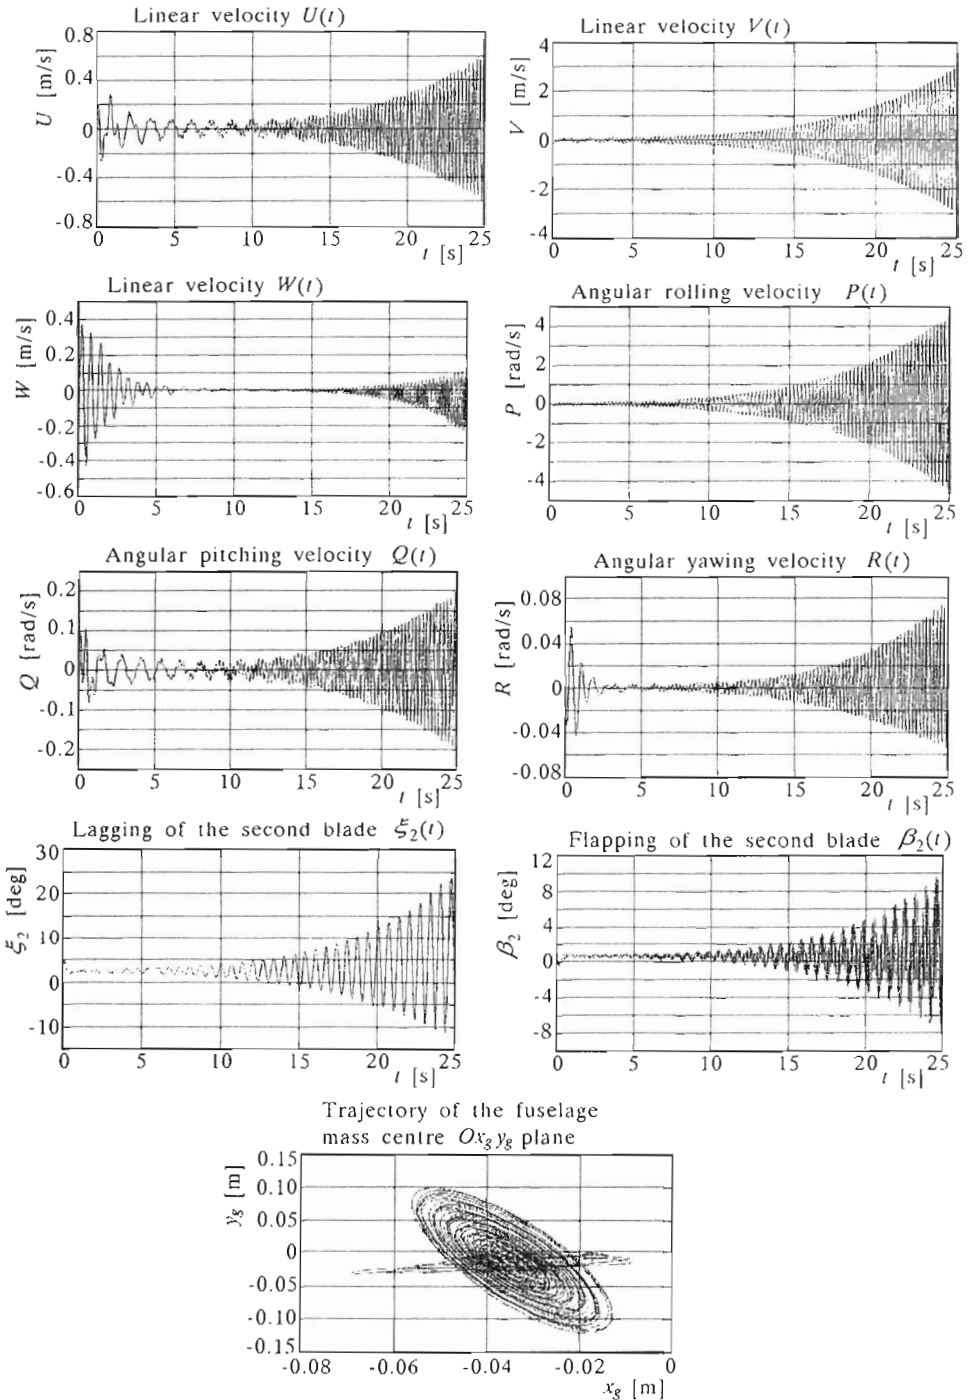 Linear velocity U(t)
U [m/s]
0.8
0.4
0
-0.4
-0.8
0 5 10 15 20 25
t [s]
Linear velocity V(t)
V [m/s]
4
2
0
-2
-4
0 5 10 15 20 25
t [s]
Linear velocity W(t)
W [m/s]
0.4
0.2
0
-0.2
-0.4
-0.6
0 5 10 15 20 25
t [s]
Angular rolling velocity P(t)
P [rad/s]
4
2
0
-2
-4
0 5 10 15 20 25
t [s]
Angular pitching velocity Q(t)
Q [rad/s]
0.2
0.1
0
-0.1
-0.2
0 5 10 15 20 25
t [s]
Angular yawing velocity R(t)
R [rad/s]
0.08
0.04
0
-0.04
-0.08
0 5 10 15 20 25
t [s]
Lagging of the second blade ξ₂(t)
ξ₂ [deg]
30
20
10
0
-10
0 5 10 15 20 25
t [s]
Flapping of the second blade β₂(t)
β₂ [deg]
12
8
4
0
-4
-8
0 5 10 15 20 25
t [s]
Trajectory of the fuselage
mass centre Oxgyg plane
yg [m]
0.15
0.10
0.05
0
-0.05
-0.10
-0.15
-0.08 -0.06 -0.04 -0.02 0
xg [m]